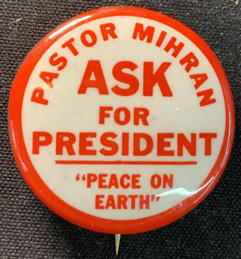 PASTOR MIHRAN
ASK
FOR
PRESIDENT
"PEACE ON
EARTH"